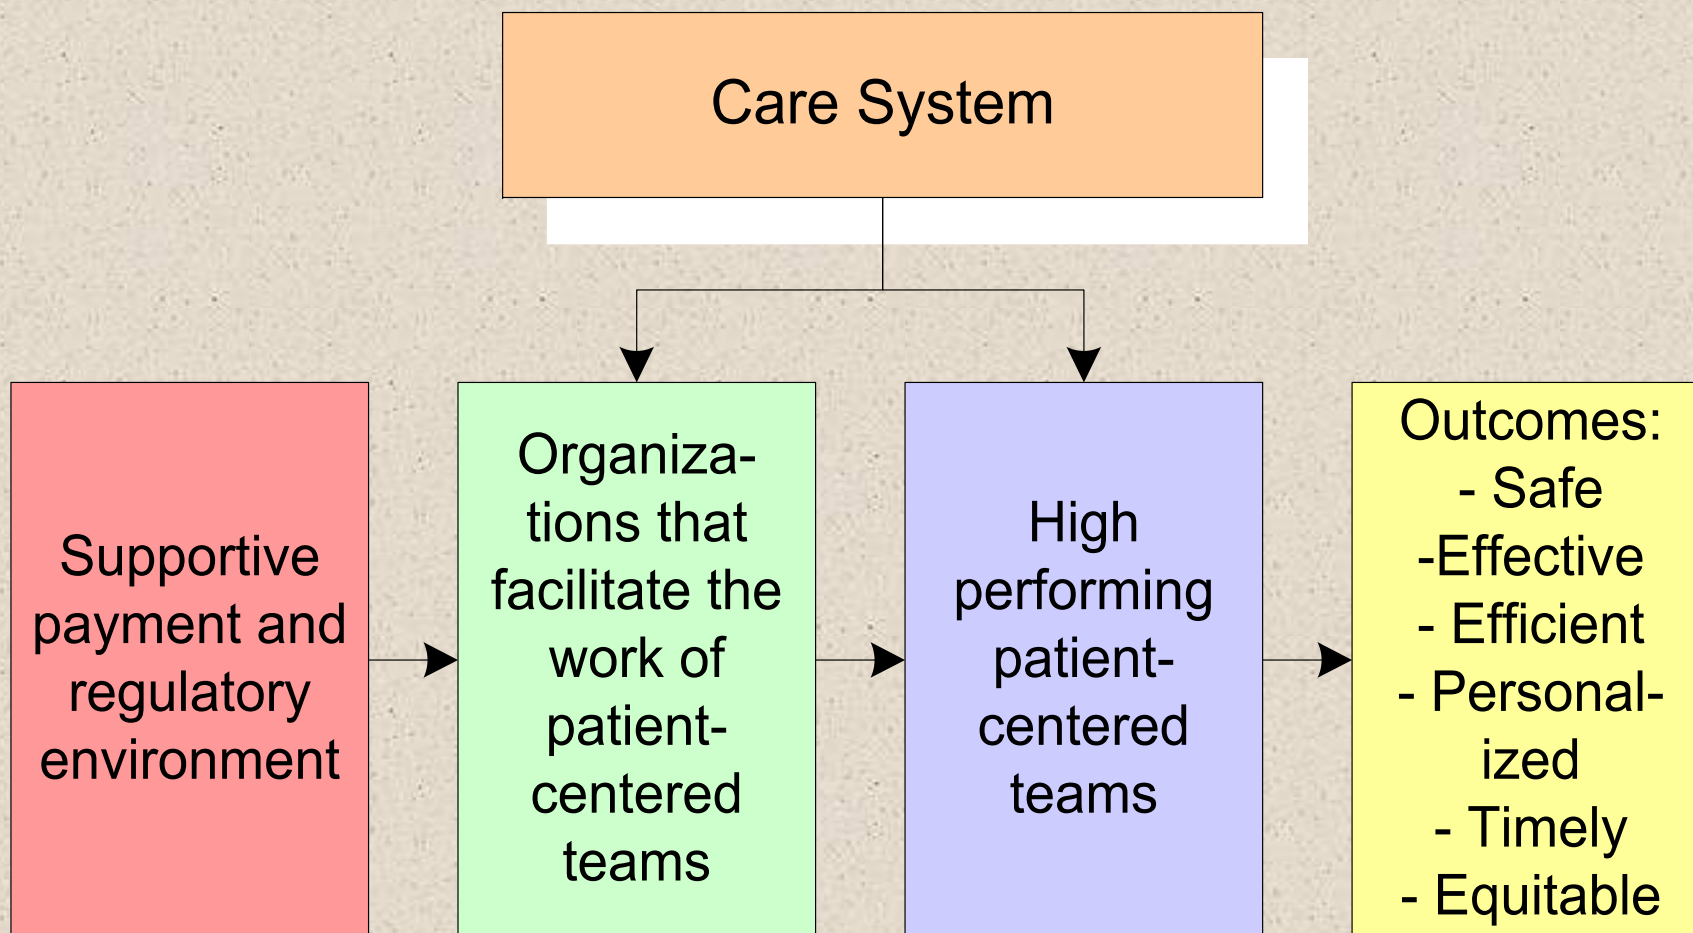 Care System
Supportive
payment and
regulatory
environment
Organiza-
tions that
facilitate the
work of
patient-
centered
teams
High
performing
patient-
centered
teams
Outcomes:
- Safe
-Effective
- Efficient
- Personal-
ized
- Timely
- Equitable